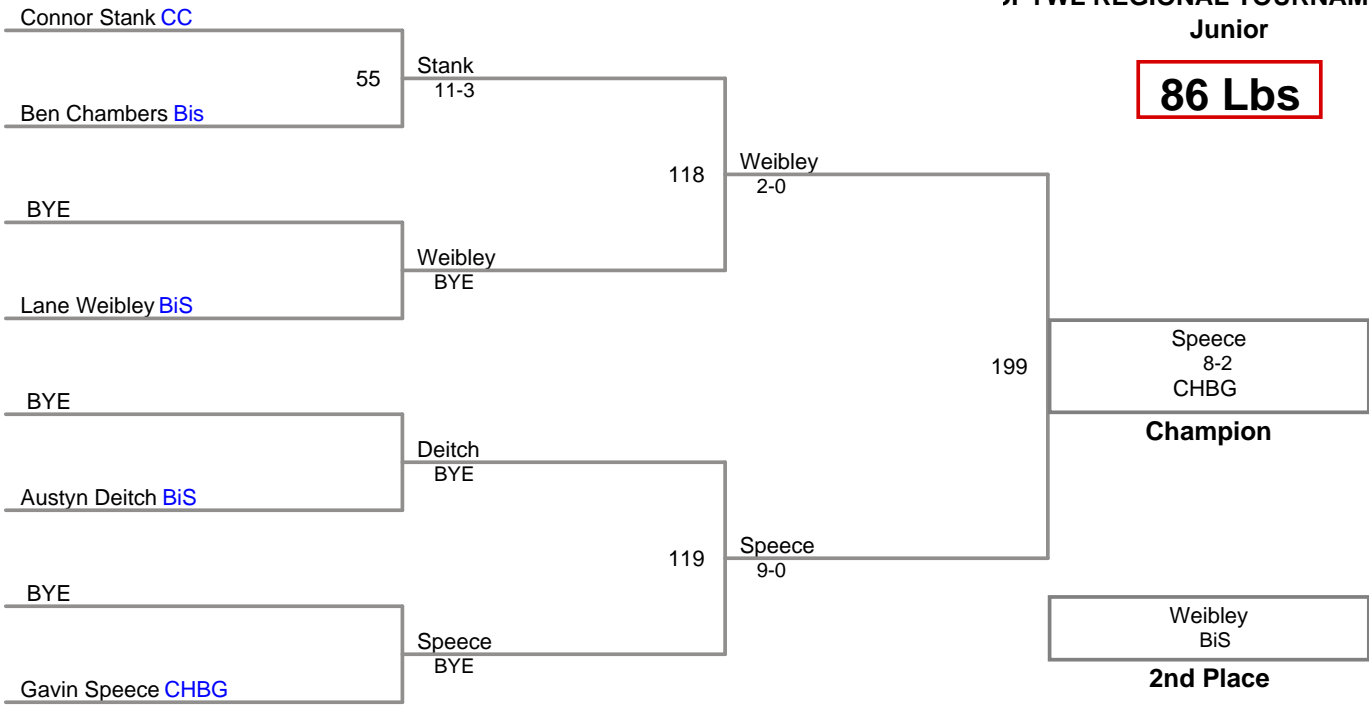 TWL REGIONAL
Junior
86 Lbs
Connor Stank CC
55
Stank
11-3
Ben Chambers Bis
118
Weibley
2-0
BYE
Weibley
BYE
Lane Weibley BiS
199
Speece
8-2
CHBG
Champion
BYE
Deitch
BYE
Austyn Deitch BiS
119
Speece
9-0
BYE
Speece
BYE
Gavin Speece CHBG
Weibley
BiS
2nd Place